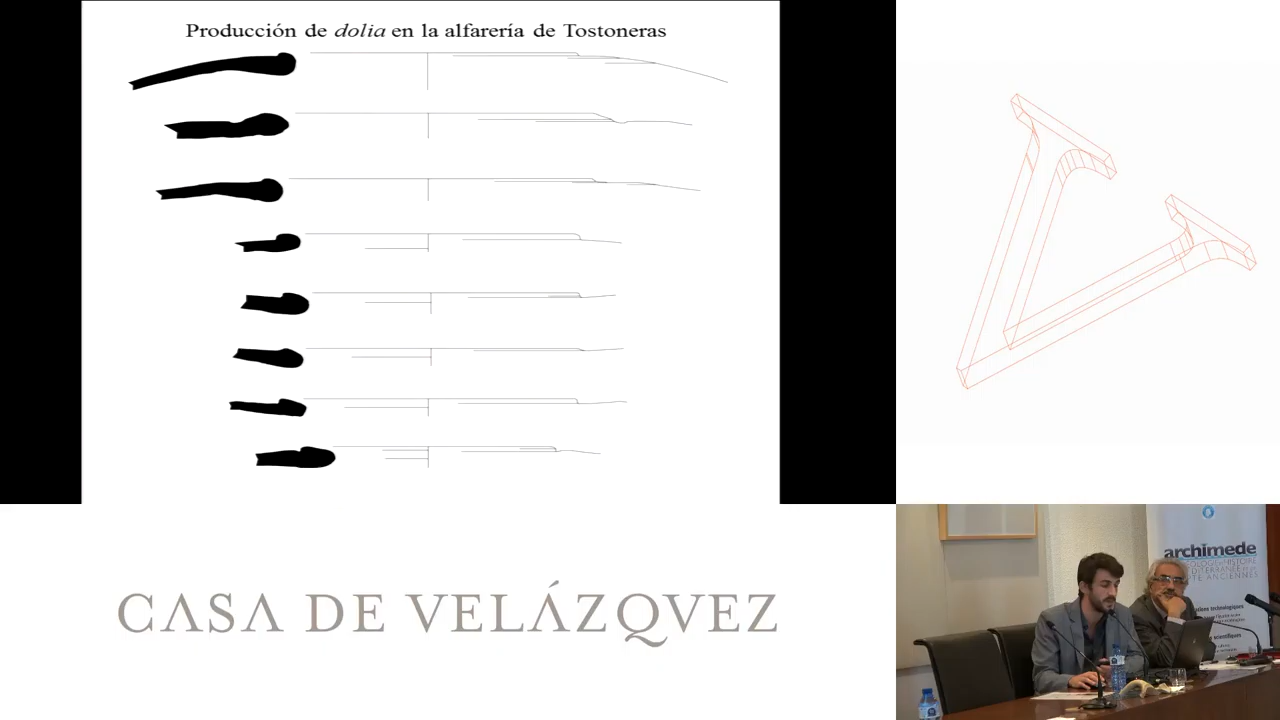 Producción de dolia en la alfarería de Tostoneras
CASA DE VELÁZQVEZ
archimede